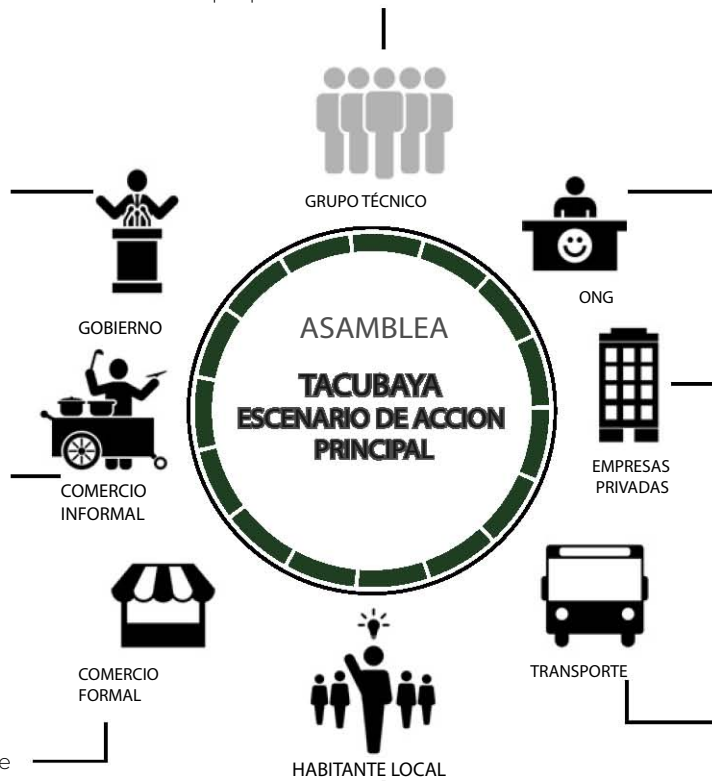 GRUPO TÉCNICO
GOBIERNO
ONG
ASAMBLEA
TACUBAYA
ESCENARIO DE ACCION
PRINCIPAL
COMERCIO
INFORMAL
EMPRESAS
PRIVADAS
COMERCIO
FORMAL
TRANSPORTE
HABITANTE LOCAL
e